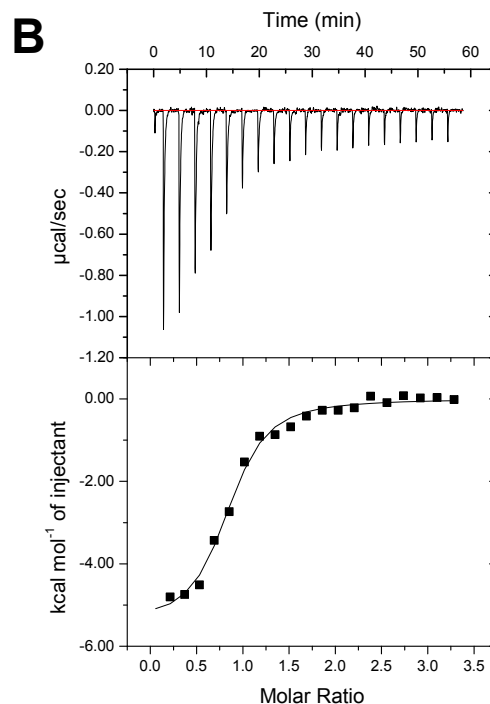 B
Time (min)
0 10 20 30 40 50 60
0.20
0.00
-0.20
-0.40
-0.60
-0.80
-1.00
-1.20
µcal/sec
0.00
-2.00
-4.00
-6.00
kcal mol⁻¹ of injectant
0.0 0.5 1.0 1.5 2.0 2.5 3.0 3.5
Molar Ratio